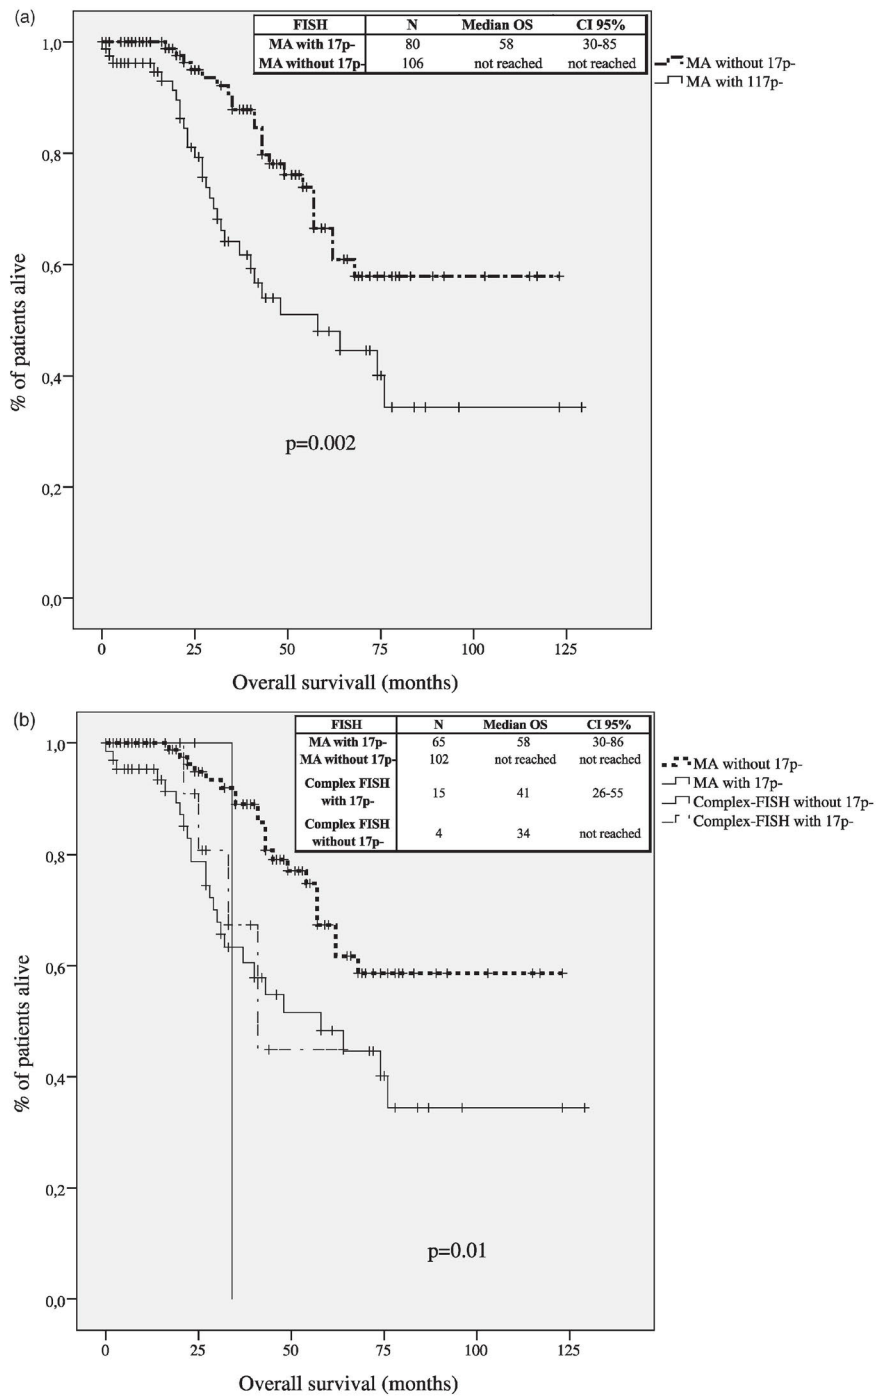 (a)
FISH N Median OS CI 95%
MA with 17p- 80 58 30-85
MA without 17p- 106 not reached not reached
MA without 17p-
MA with 117p-
1,0
0,8
0,6
0,4
0,2
0,0
% of patients alive
p=0.002
0 25 50 75 100 125
Overall survivall (months)
(b)
FISH N Median OS CI 95%
MA with 17p- 65 58 30-86
MA without 17p- 102 not reached not reached
Complex FISH
with 17p- 15 41 26-55
Complex FISH
without 17p- 4 34 not reached
MA without 17p-
MA with 17p-
Complex-FISH without 17p-
Complex-FISH with 17p-
1,0
0,8
0,6
0,4
0,2
0,0
% of patients alive
p=0.01
0 25 50 75 100 125
Overall survival (months)